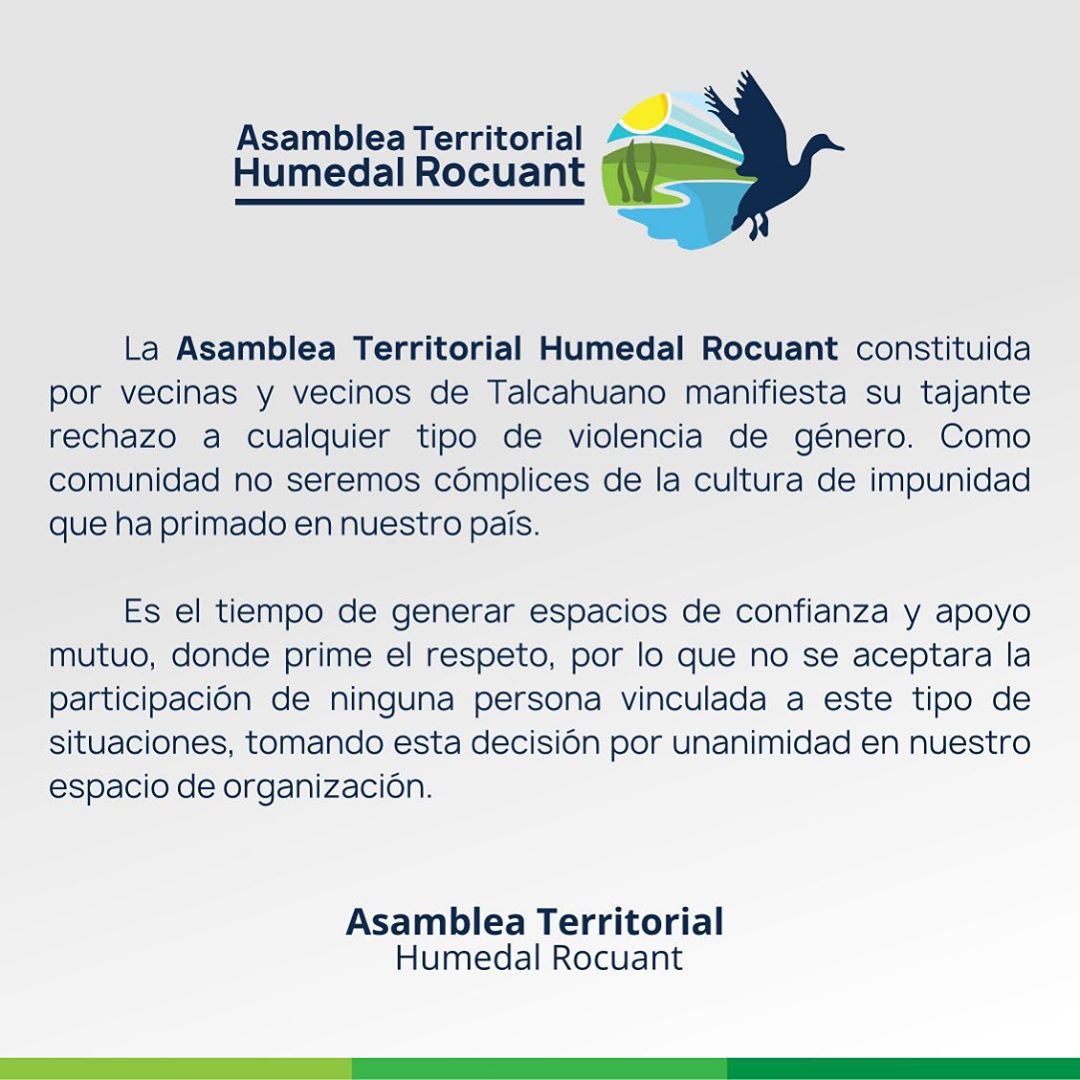 Asamblea Territorial
Humedal Rocuant
La Asamblea Territorial Humedal Rocuant constituida
por vecinas y vecinos de Talcahuano manifiesta su tajante
rechazo a cualquier tipo de violencia de género. Como
comunidad no seremos cómplices de la cultura de impunidad
que ha primado en nuestro país.
Es el tiempo de generar espacios de confianza y apoyo
mutuo, donde prime el respeto, por lo que no se aceptara la
participación de ninguna persona vinculada a este tipo de
situaciones, tomando esta decisión por unanimidad en nuestro
espacio de organización.
Asamblea Territorial
Humedal Rocuant